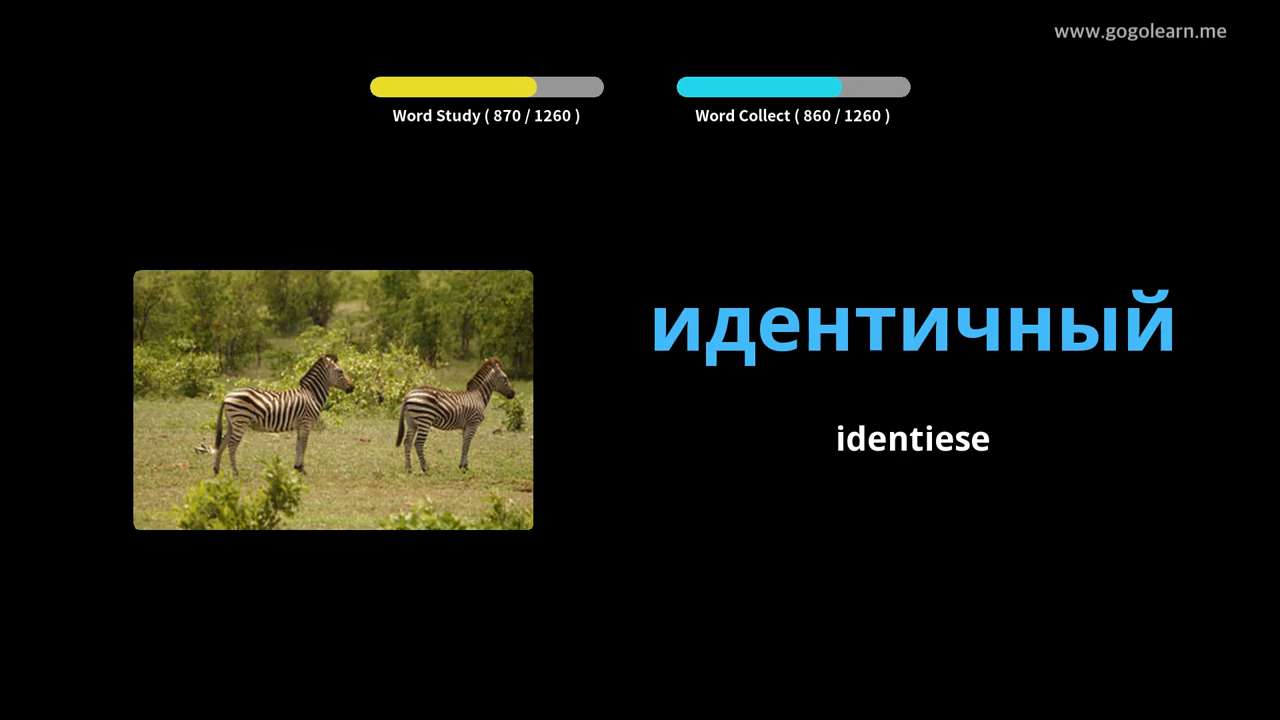 www.gogolearn.me
Word Study ( 870 / 1260 )
Word Collect ( 860 / 1260 )
идентичный
identiese